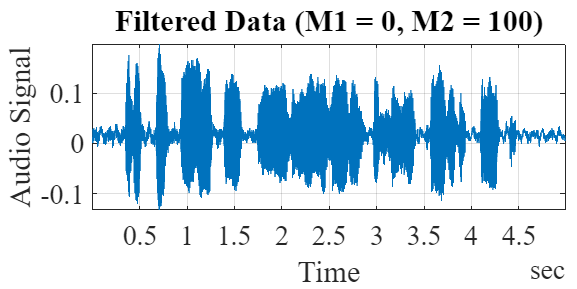 Filtered Data (M1 = 0, M2 = 100)
Audio Signal
0.1
0
-0.1
0.5 1 1.5 2 2.5 3 3.5 4 4.5
Time
sec